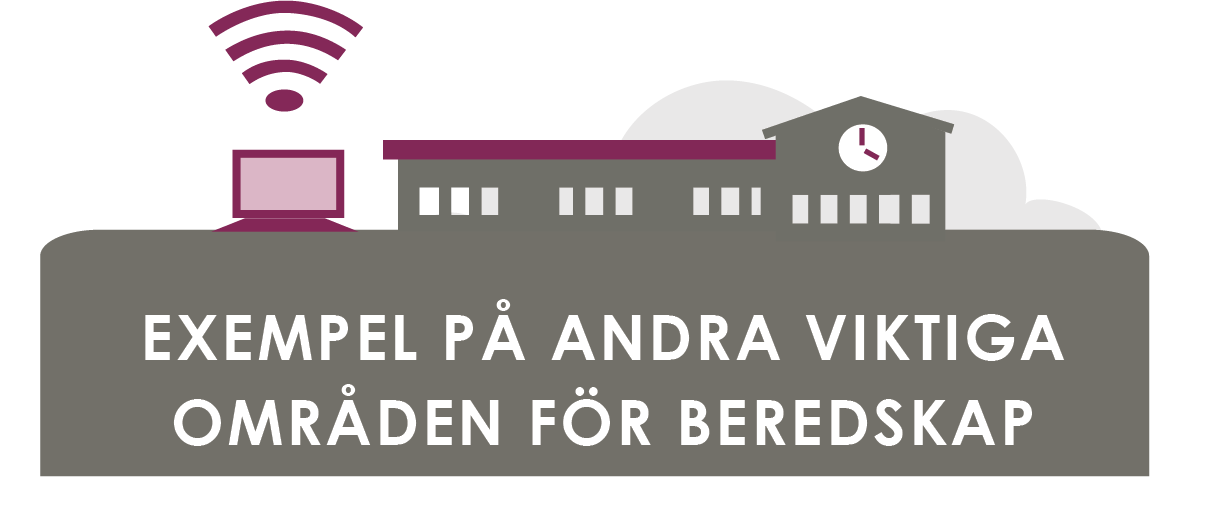 EXEMPEL PÅ ANDRA VIKTIGA
OMRÅDEN FÖR BEREDSKAP